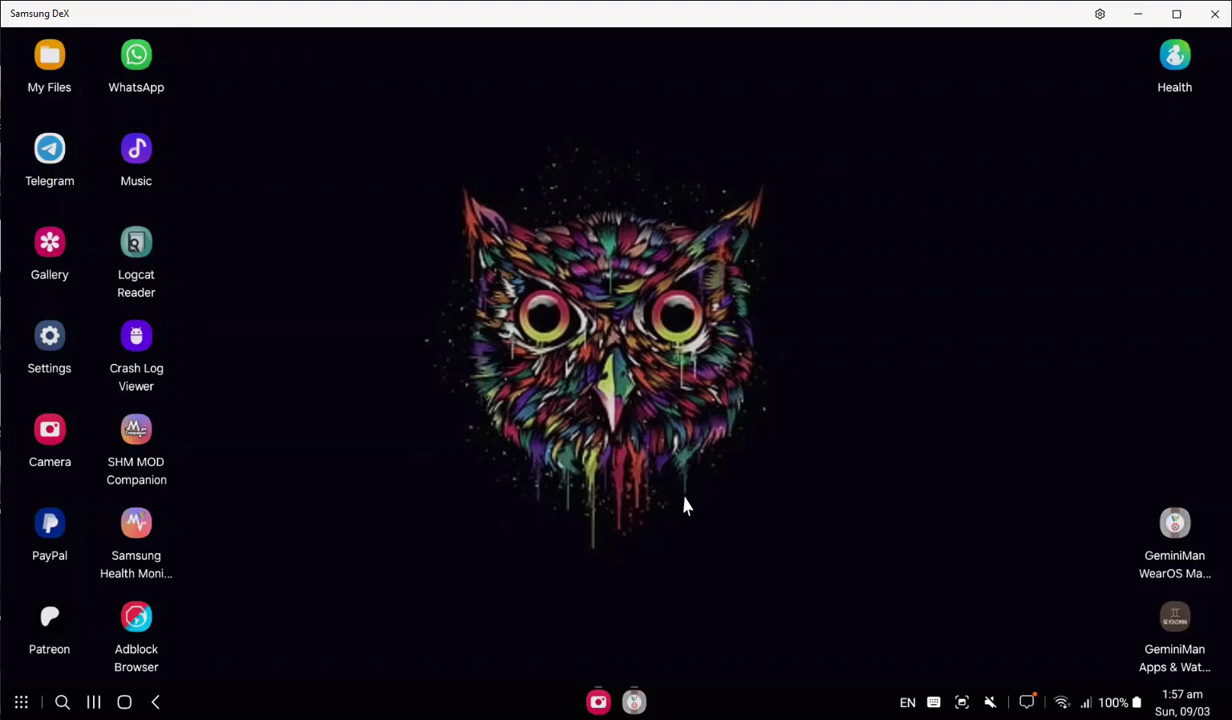 Samsung DeX
My Files
WhatsApp
Health
Telegram
Music
Gallery
Logcat
Reader
Settings
Crash Log
Viewer
Camera
SHM MOD
Companion
PayPal
Samsung
Health Moni...
GeminiMan
WearOS Ma...
Patreon
Adblock
Browser
GeminiMan
Apps & Wat...
EN
100%
1:57 am
Sun, 09/03